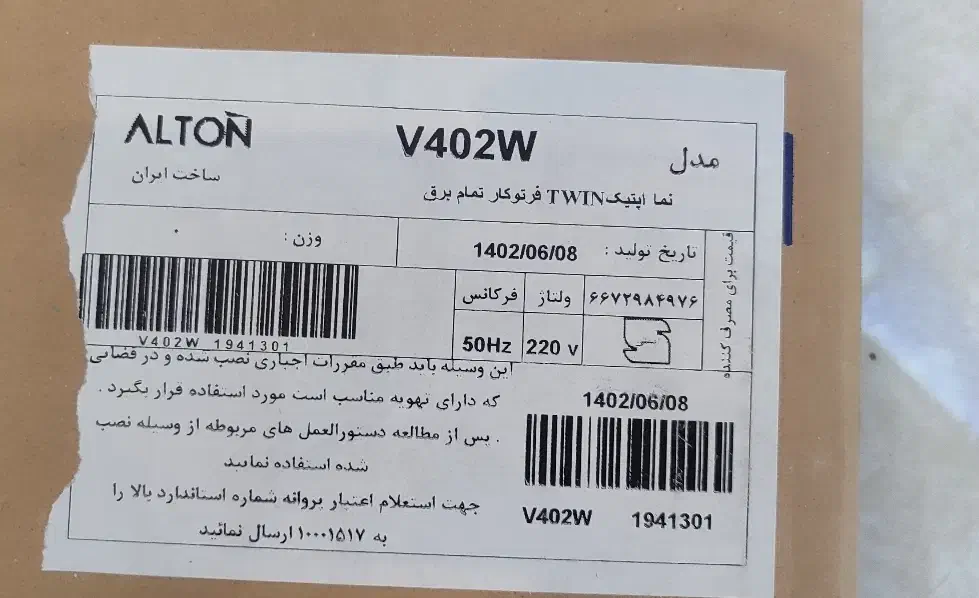 ALTON
V402W
مدل
ساخت ایران
نما اپتیک TWIN فرتوکار تمام برق
تاریخ تولید : 1402/06/08
وزن :
قیمت برای مصرف کننده
۶۶۷۲۹۸۴۹۷۶
ولتاژ
فرکانس
220 v
50Hz
V402W 1941301
این وسیله باید طبق مقررات اجباری نصب شده و در فضایی
که دارای تهویه مناسب است مورد استفاده قرار بگیرد .
. پس از مطالعه دستورالعمل های مربوطه از وسیله نصب
شده استفاده نمایید
جهت استعلام اعتبار پروانه شماره استاندارد بالا را
به ۱۰۰۰۱۵۱۷ ارسال نمائید
1402/06/08
V402W 1941301